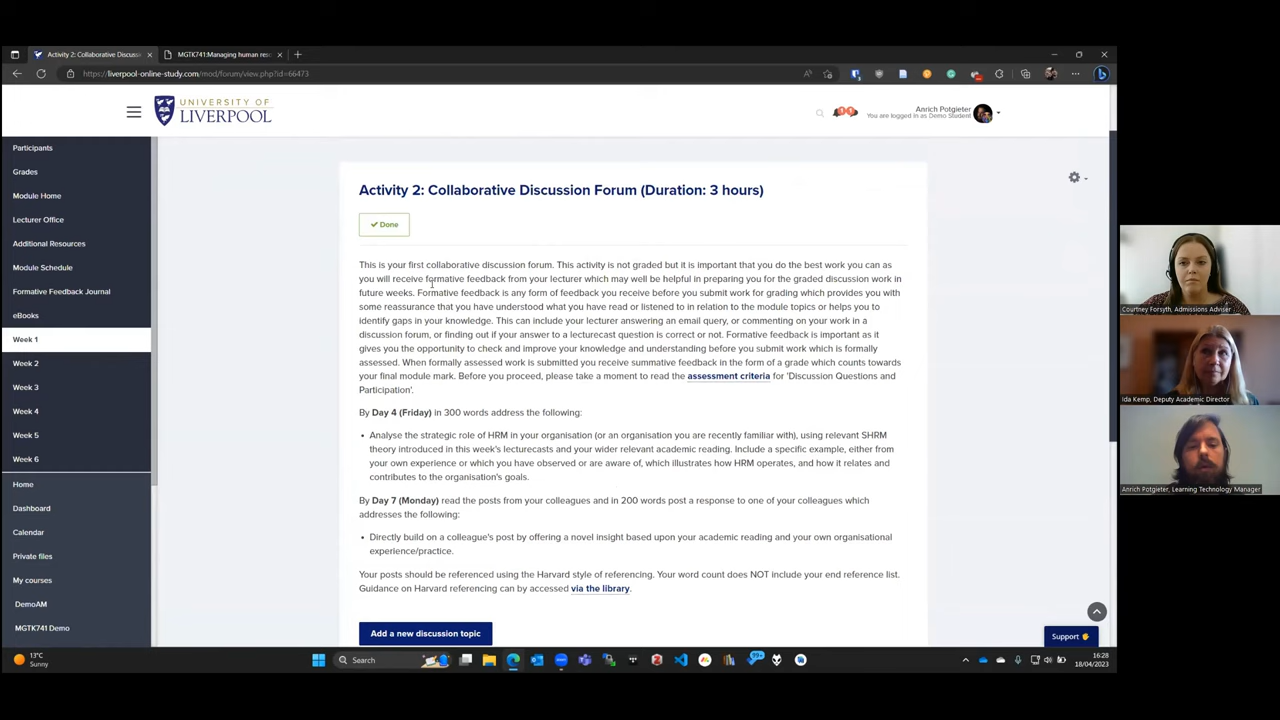 Activity 2: Collaborative Discussi
MGTK741:Managing human res
https://liverpool-online-study.com/mod/forum/view.php?id=66473
UNIVERSITY OF
LIVERPOOL
Anrich Potgieter
You are logged in as Demo Student
Participants
Grades
Module Home
Lecturer Office
Additional Resources
Module Schedule
Formative Feedback Journal
eBooks
Week 1
Week 2
Week 3
Week 4
Week 5
Week 6
Home
Dashboard
Calendar
Private files
My courses
DemoAM
MGTK741 Demo
Activity 2: Collaborative Discussion Forum (Duration: 3 hours)
Done
This is your first collaborative discussion forum. This activity is not graded but it is important that you do the best work you can as
you will receive formative feedback from your lecturer which may well be helpful in preparing you for the graded discussion work in
future weeks. Formative feedback is any form of feedback you receive before you submit work for grading which provides you with
some reassurance that you have understood what you have read or listened to in relation to the module topics or helps you to
identify gaps in your knowledge. This can include your lecturer answering an email query, or commenting on your work in a
discussion forum, or finding out if your answer to a lecturecast question is correct or not. Formative feedback is important as it
gives you the opportunity to check and improve your knowledge and understanding before you submit work which is formally
assessed. When formally assessed work is submitted you receive summative feedback in the form of a grade which counts towards
your final module mark. Before you proceed, please take a moment to read the assessment criteria for 'Discussion Questions and
Participation'.
By Day 4 (Friday) in 300 words address the following:
• Analyse the strategic role of HRM in your organisation (or an organisation you are recently familiar with), using relevant SHRM
theory introduced in this week's lecturecasts and your wider relevant academic reading. Include a specific example, either from
your own experience or which you have observed or are aware of, which illustrates how HRM operates, and how it relates and
contributes to the organisation's goals.
By Day 7 (Monday) read the posts from your colleagues and in 200 words post a response to one of your colleagues which
addresses the following:
• Directly build on a colleague's post by offering a novel insight based upon your academic reading and your own organisational
experience/practice.
Your posts should be referenced using the Harvard style of referencing. Your word count does NOT include your end reference list.
Guidance on Harvard referencing can be accessed via the library.
Add a new discussion topic
Support
Courtney Forsyth, Admissions Adviser
Ida Kemp, Deputy Academic Director
Anrich Potgieter, Learning Technology Manager
13°C
Sunny
Search
99+
16:28
18/04/2023